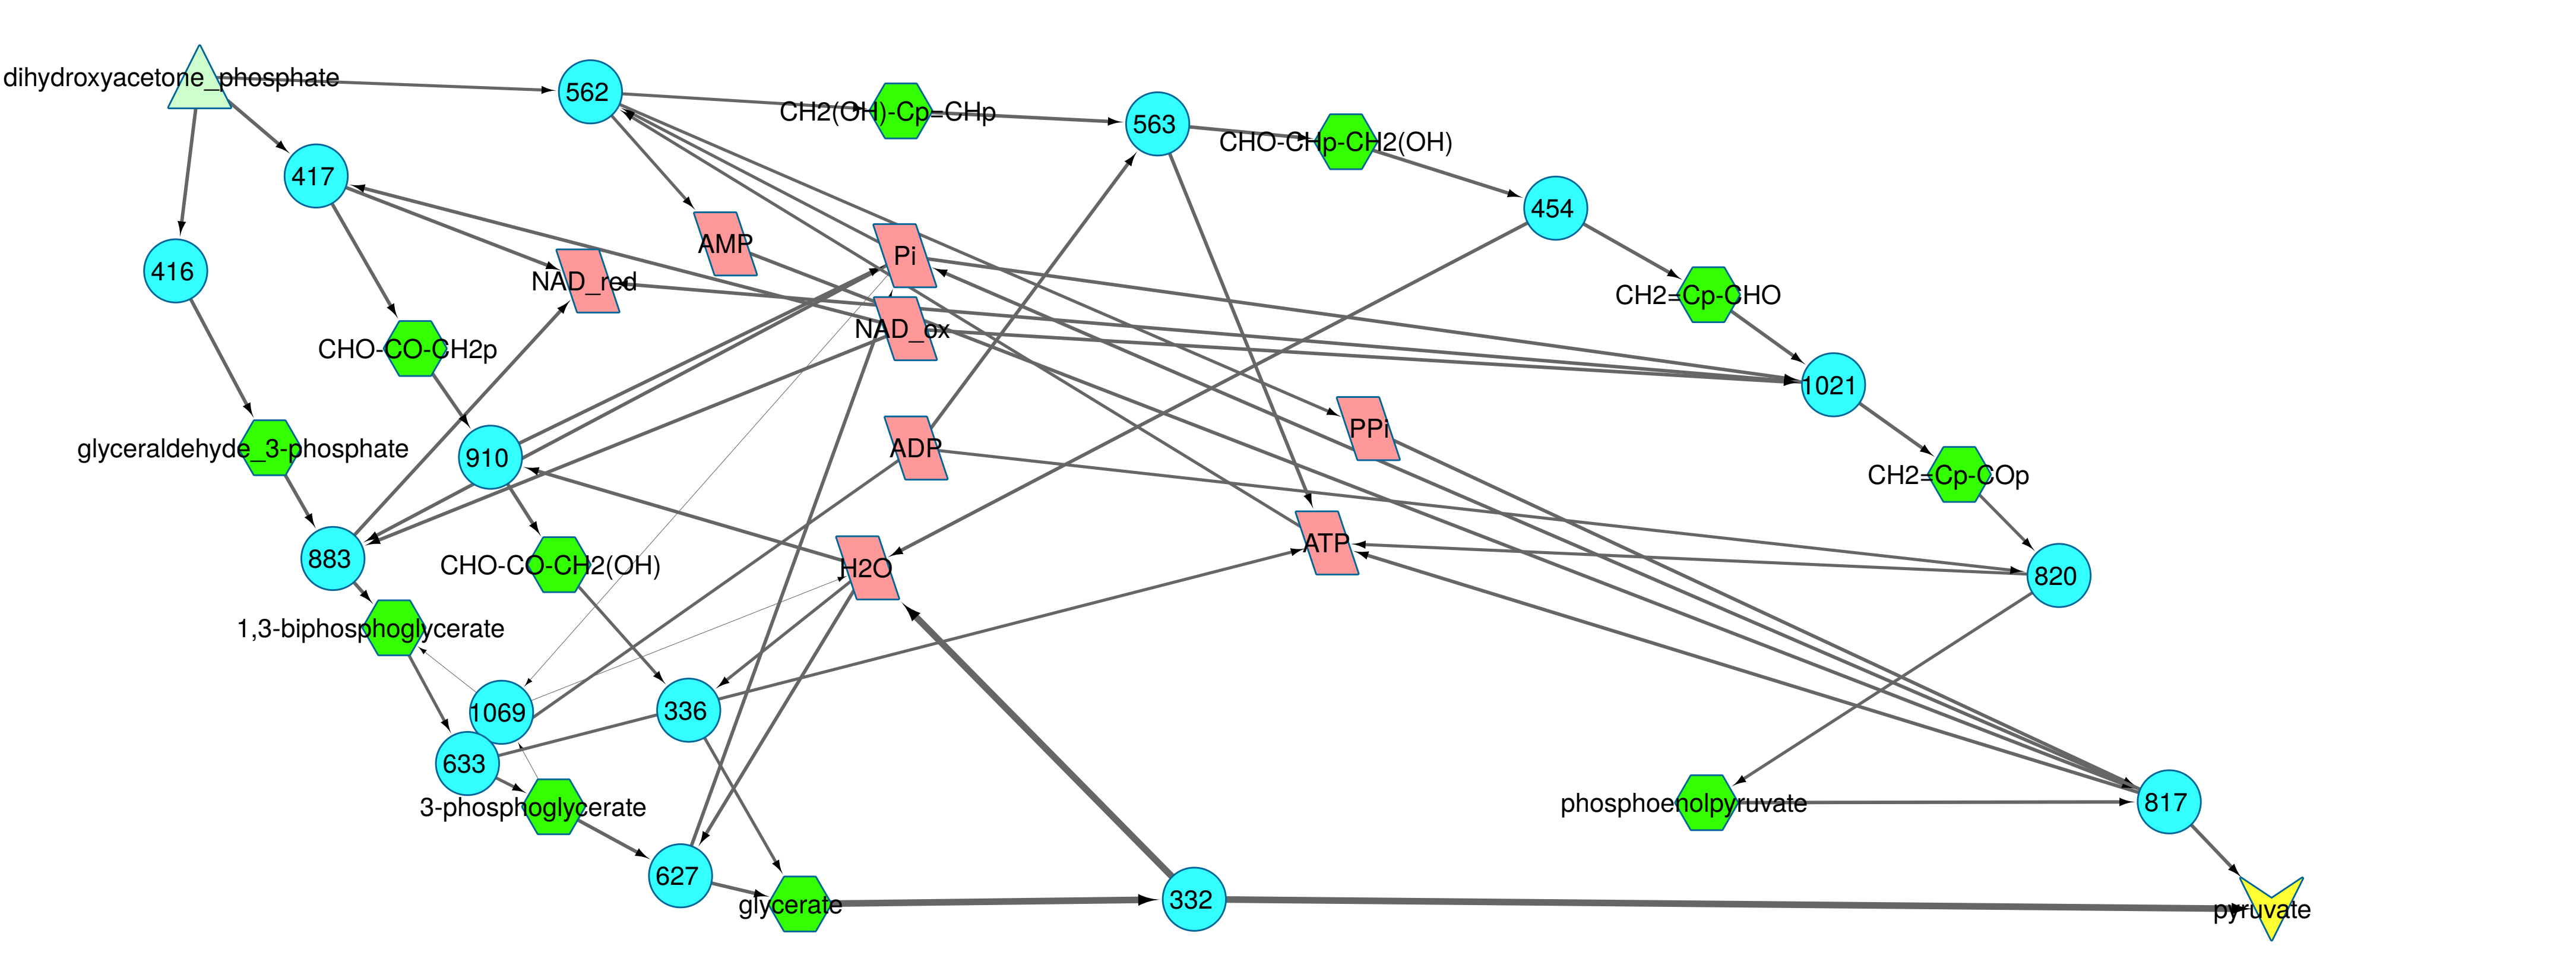 dihydroxyacetone_phosphate
562
CH2(OH)-Cp=CHp
563
CHO-CHp-CH2(OH)
417
454
AMP
Pi
416
NAD_red
CH2=Cp-CHO
NAD_ox
CHO-CO-CH2p
1021
PPi
glyceraldehyde_3-phosphate
910
ADP
CH2=Cp-COp
ATP
883
CHO-CO-CH2(OH)
H2O
820
1,3-biphosphoglycerate
1069
336
633
3-phosphoglycerate
phosphoenolpyruvate
817
627
glycerate
332
pyruvate